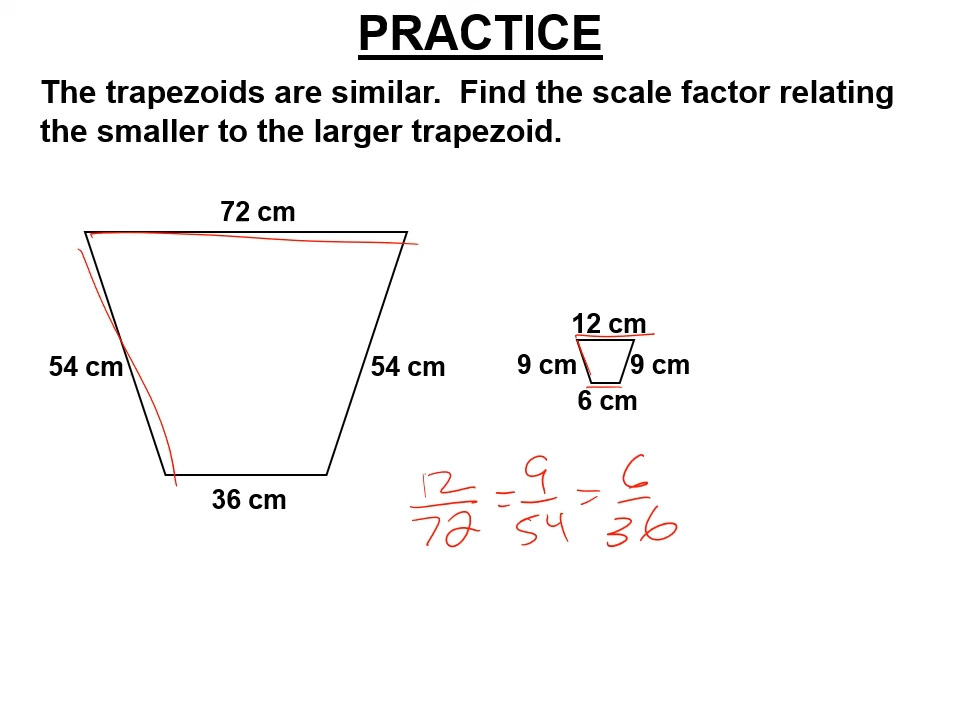 PRACTICE
The trapezoids are similar.  Find the scale factor relating
the smaller to the larger trapezoid.
72 cm
54 cm
54 cm
36 cm
12 cm
9 cm
9 cm
6 cm
12/72 = 9/54 = 6/36